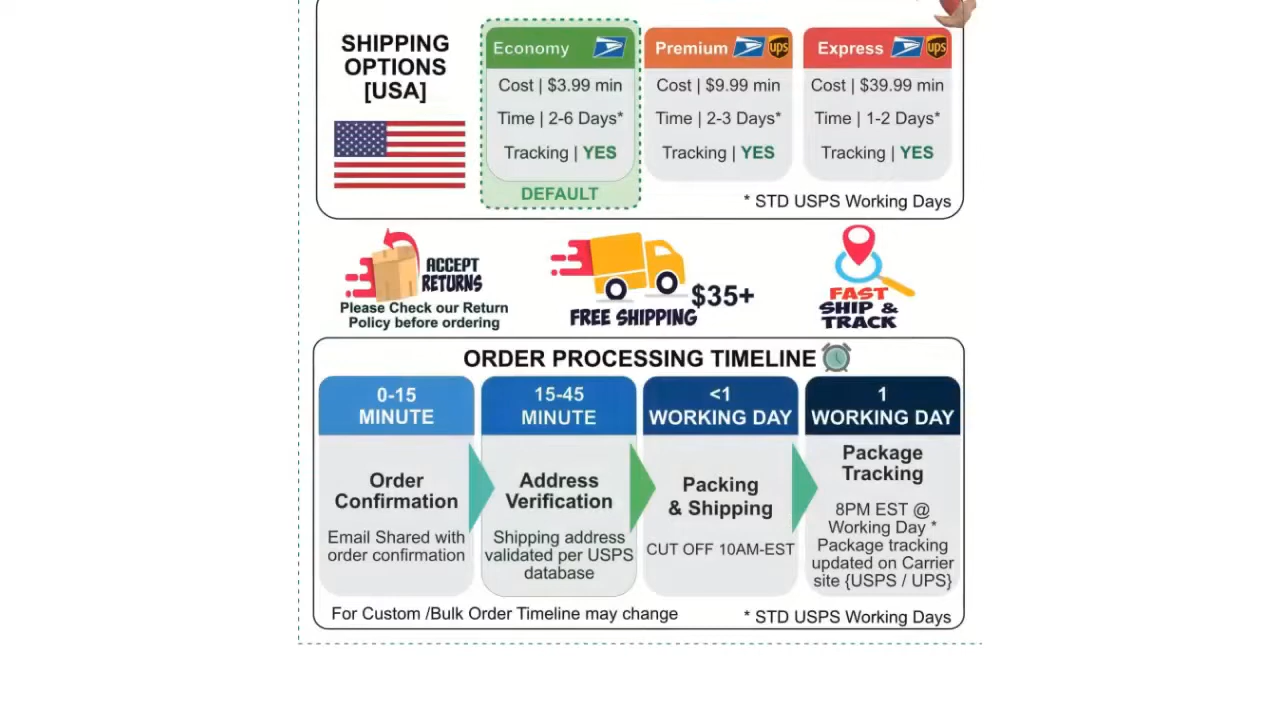 SHIPPING
OPTIONS
[USA]
Economy
Cost | $3.99 min
Time | 2-6 Days*
Tracking | YES
DEFAULT
Premium ups
Cost | $9.99 min
Time | 2-3 Days*
Tracking | YES
Express ups
Cost | $39.99 min
Time | 1-2 Days*
Tracking | YES
* STD USPS Working Days
ACCEPT
RETURNS
Please Check our Return
Policy before ordering
FREE SHIPPING $35+
FAST
SHIP &
TRACK
ORDER PROCESSING TIMELINE
0-15
MINUTE
Order
Confirmation
Email Shared with
order confirmation
15-45
MINUTE
Address
Verification
Shipping address
validated per USPS
database
<1
WORKING DAY
Packing
& Shipping
CUT OFF 10AM-EST
1
WORKING DAY
Package
Tracking
8PM EST @
Working Day *
Package tracking
updated on Carrier
site {USPS / UPS}
For Custom /Bulk Order Timeline may change
* STD USPS Working Days